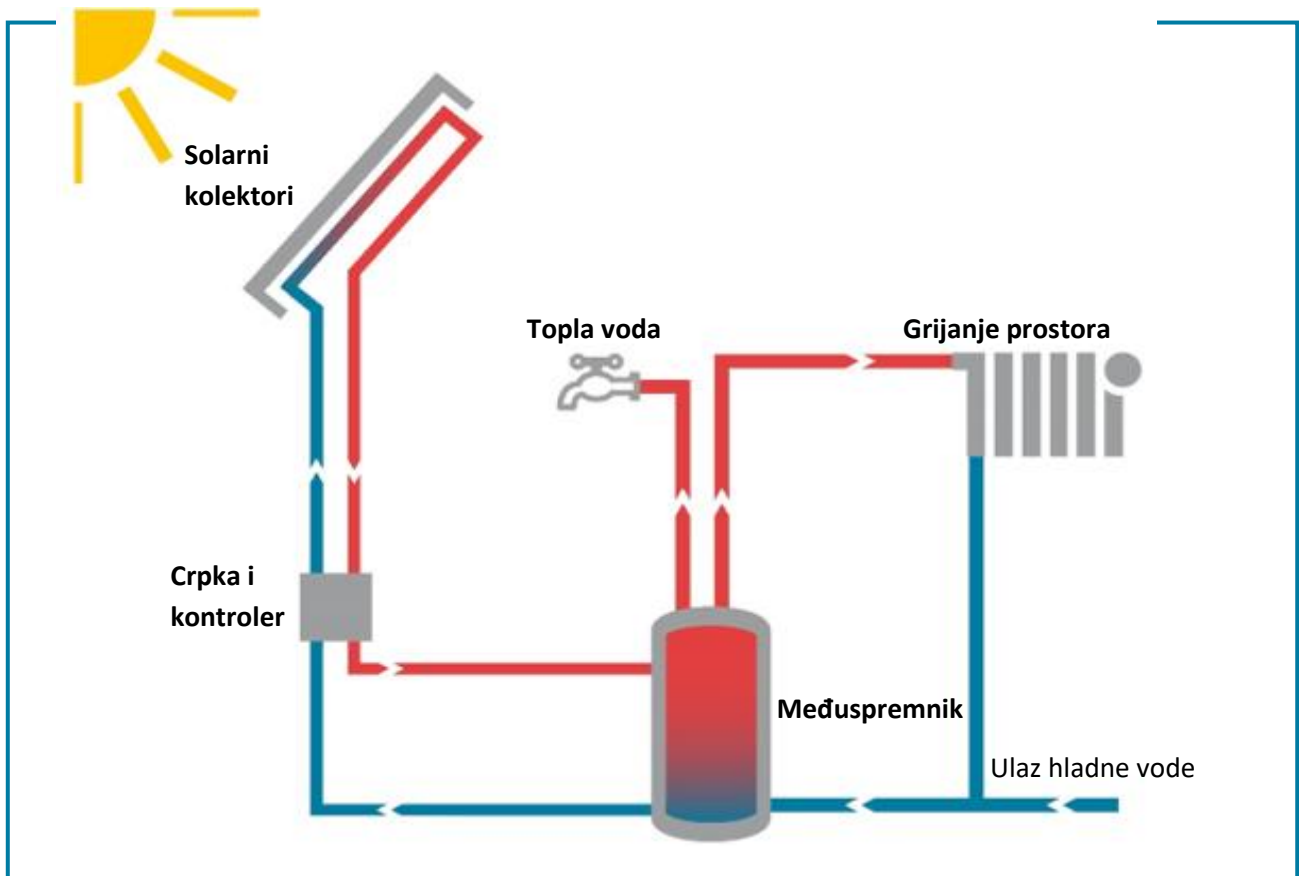 Solarni
kolektori
Topla voda
Grijanje prostora
Crpka i
kontroler
Međuspremnik
Ulaz hladne vode